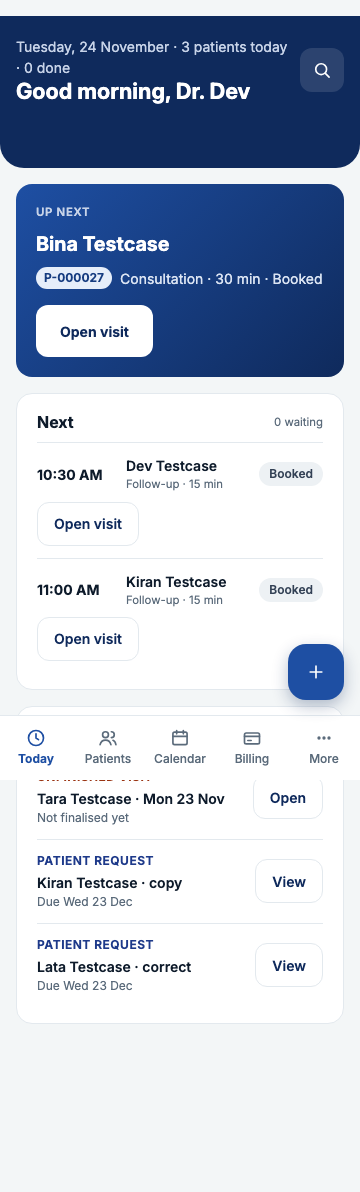 Tuesday, 24 November · 3 patients today
· 0 done
Good morning, Dr. Dev
UP NEXT
Bina Testcase
P-000027 Consultation · 30 min · Booked
Open visit
Next 0 waiting
10:30 AM Dev Testcase Booked
Follow-up · 15 min
Open visit
11:00 AM Kiran Testcase Booked
Follow-up · 15 min
Open visit
Today Patients Calendar Billing More
Tara Testcase · Mon 23 Nov Open
Not finalised yet
PATIENT REQUEST
Kiran Testcase · copy View
Due Wed 23 Dec
PATIENT REQUEST
Lata Testcase · correct View
Due Wed 23 Dec